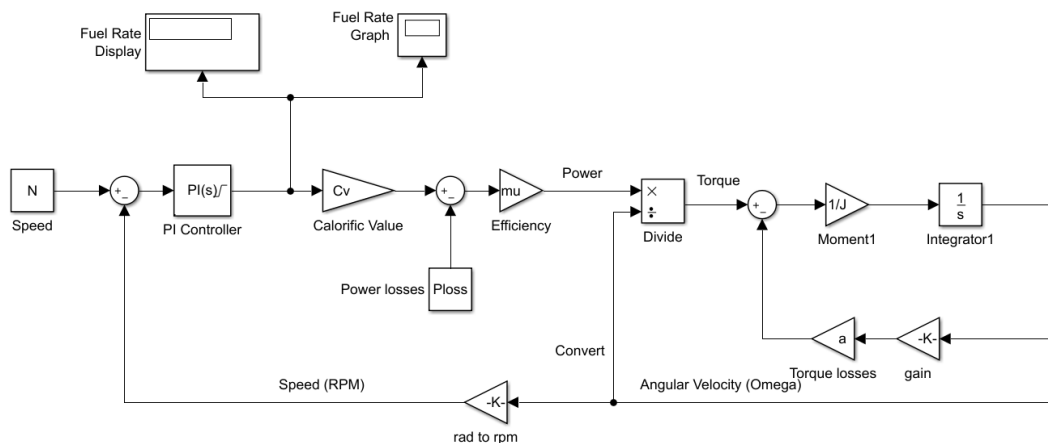 Fuel Rate
Display
Fuel Rate
Graph
N
Speed
+
−
PI(s)
PI Controller
Cv
Calorific Value
+
−
mu
Efficiency
Power
×
÷
Divide
Torque
+
−
1/J
Moment1
1
s
Integrator1
Power losses
Ploss
Convert
a
Torque losses
-K-
gain
Speed (RPM)
-K-
rad to rpm
Angular Velocity (Omega)